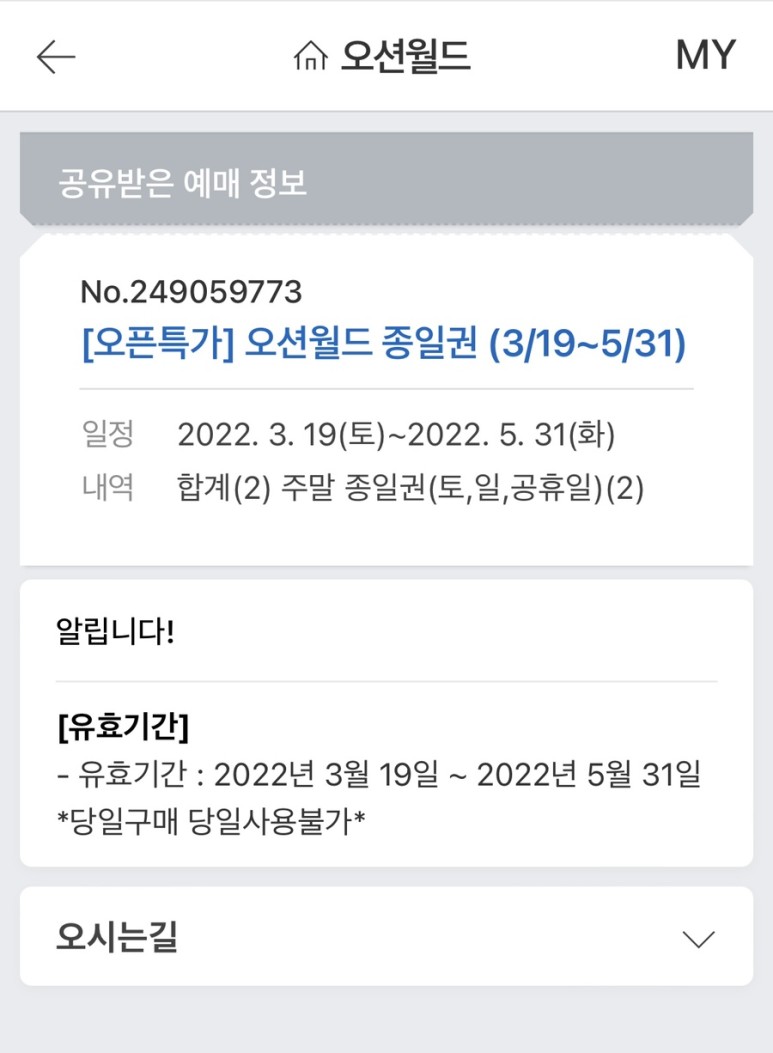 오션월드
MY
공유받은 예매 정보
No.249059773
[오픈특가] 오션월드 종일권 (3/19~5/31)
일정 2022. 3. 19(토)~2022. 5. 31(화)
내역 합계(2) 주말 종일권(토,일,공휴일)(2)
알립니다!
[유효기간]
- 유효기간 : 2022년 3월 19일 ~ 2022년 5월 31일
*당일구매 당일사용불가*
오시는길